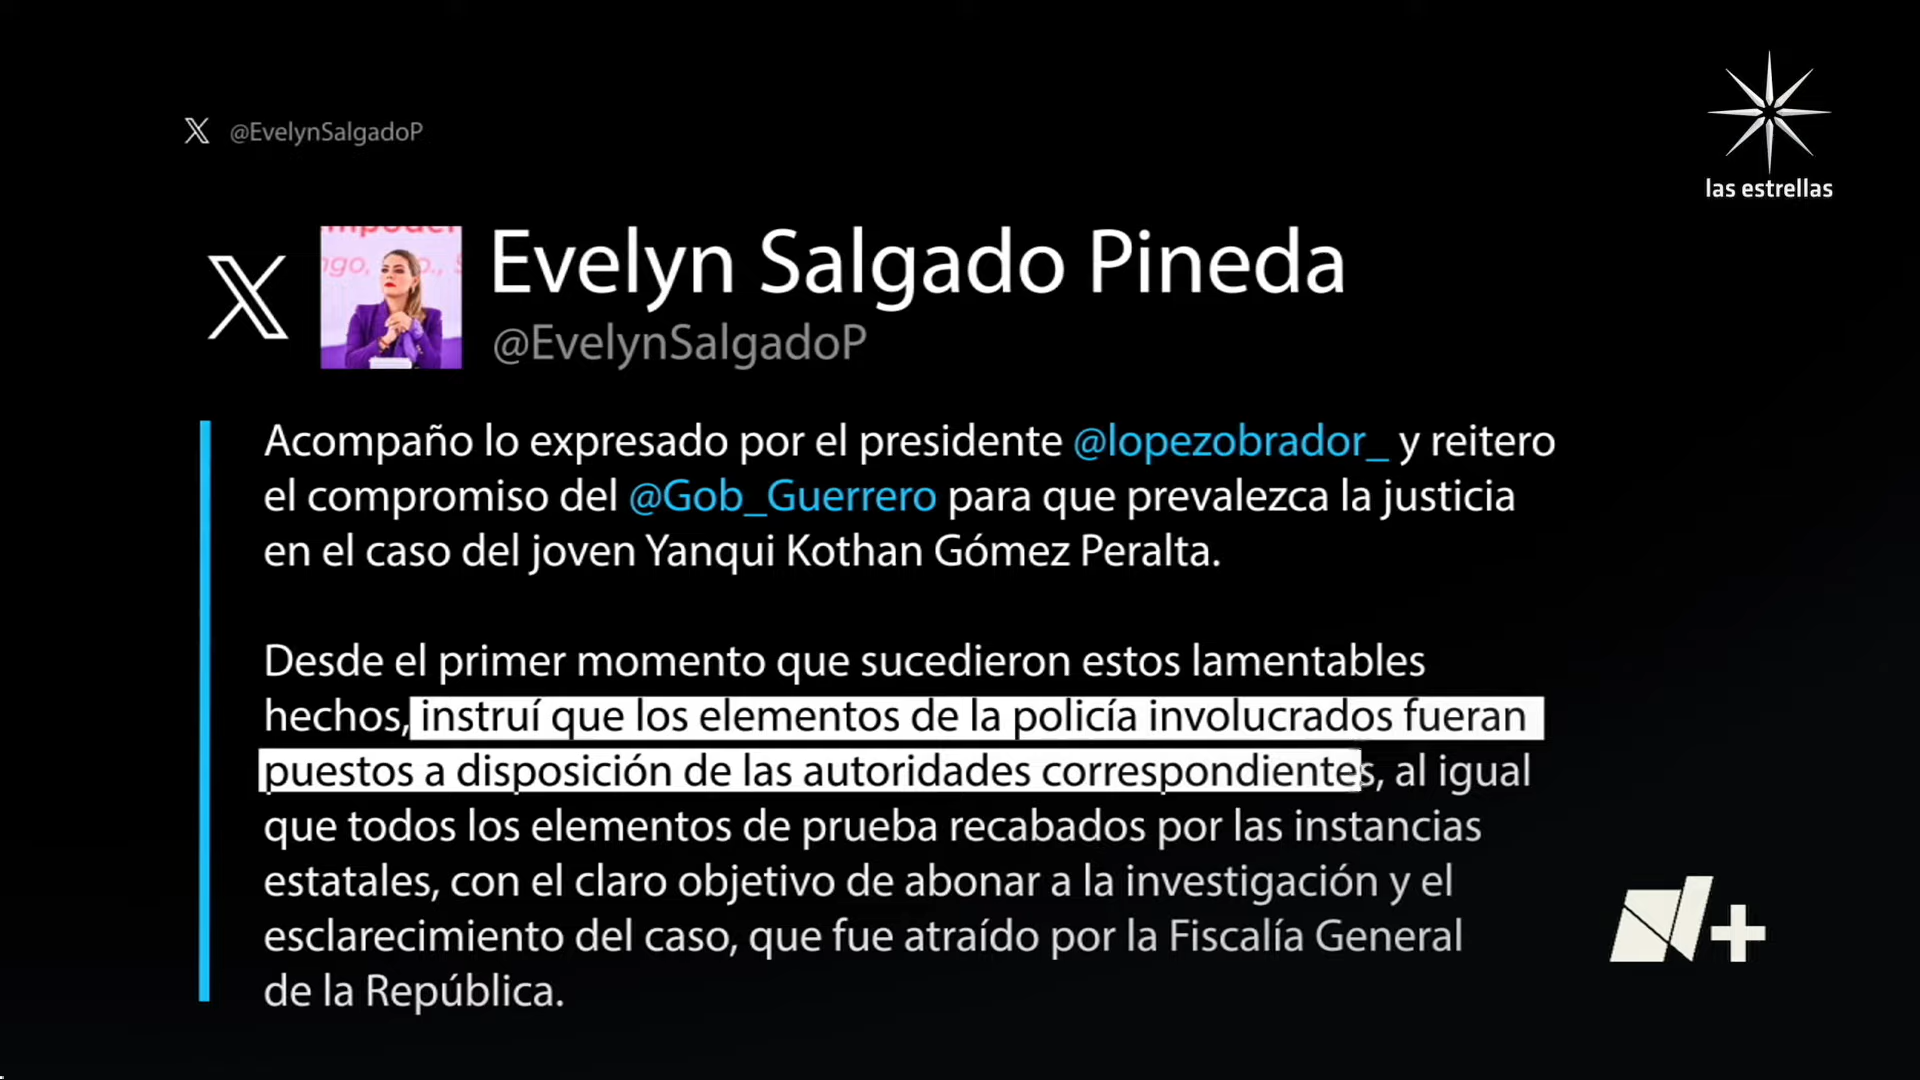 @EvelynSalgadoP
las estrellas
Evelyn Salgado Pineda
@EvelynSalgadoP
Acompaño lo expresado por el presidente @lopezobrador_ y reitero
el compromiso del @Gob_Guerrero para que prevalezca la justicia
en el caso del joven Yanqui Kothan Gómez Peralta.
Desde el primer momento que sucedieron estos lamentables
hechos, instruí que los elementos de la policía involucrados fueran
puestos a disposición de las autoridades correspondientes, al igual
que todos los elementos de prueba recabados por las instancias
estatales, con el claro objetivo de abonar a la investigación y el
esclarecimiento del caso, que fue atraído por la Fiscalía General
de la República.
N+